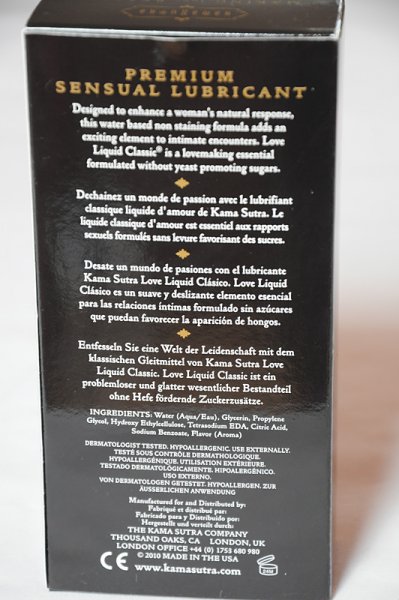 PREMIUM
SENSUAL LUBRICANT
Designed to enhance a woman's natural response,
this water based non staining formula adds an
exciting element to intimate encounters. Love
Liquid Classic® is a lovemaking essential
formulated without yeast promoting sugars.
Dechainez un monde de passion avec le lubrifiant
classique liquide d'amour de Kama Sutra. Le
liquide classique d'amour est essentiel aux rapports
sexuels formulés sans levure favorisant des sucres.
Desate un mundo de pasiones con el lubricante
Kama Sutra Love Liquid Clásico. Love Liquid
Clásico es un suave y deslizante elemento esencial
para las relaciones íntimas formulado sin azúcares
que puedan favorecer la aparición de hongos.
Entfesseln Sie eine Welt der Leidenschaft mit dem
klassischen Gleitmittel von Kama Sutra Love
Liquid Classic. Love Liquid Classic ist ein
problemloser und glatter wesentlicher Bestandteil
ohne Hefe fördernde Zuckerzusätze.
INGREDIENTS: Water (Aqua/Eau), Glycerin, Propylene
Glycol, Hydroxy Ethylcellulose, Tetrasodium EDA, Citric Acid,
Sodium Benzoate, Flavor (Aroma)
DERMATOLOGIST TESTED. HYPOALLERGENIC. USE EXTERNALLY.
TESTÉ SOUS CONTRÔLE DERMATHOLOGIQUE.
HYPOALLERGÉNIQUE. UTILISATION EXTÉRIEURE.
TESTADO DERMATOLÓGICAMENTE. HIPOALERGÉNICO.
USO EXTERNO.
VON DERMATOLOGEN GETESTET. HYPOALLERGEN. ZUR
ÄUSSERLICHEN ANWENDUNG
Manufactured for and Distributed by:
Fabriqué et distribué par:
Fabricado para y Distribuido por:
Hergestellt und verteilt durch:
THE KAMA SUTRA COMPANY
THOUSAND OAKS, CA – LONDON, UK
LONDON OFFICE +44 (0) 1753 680 980
© 2010 MADE IN THE USA
CE www.kamasutra.com 24M